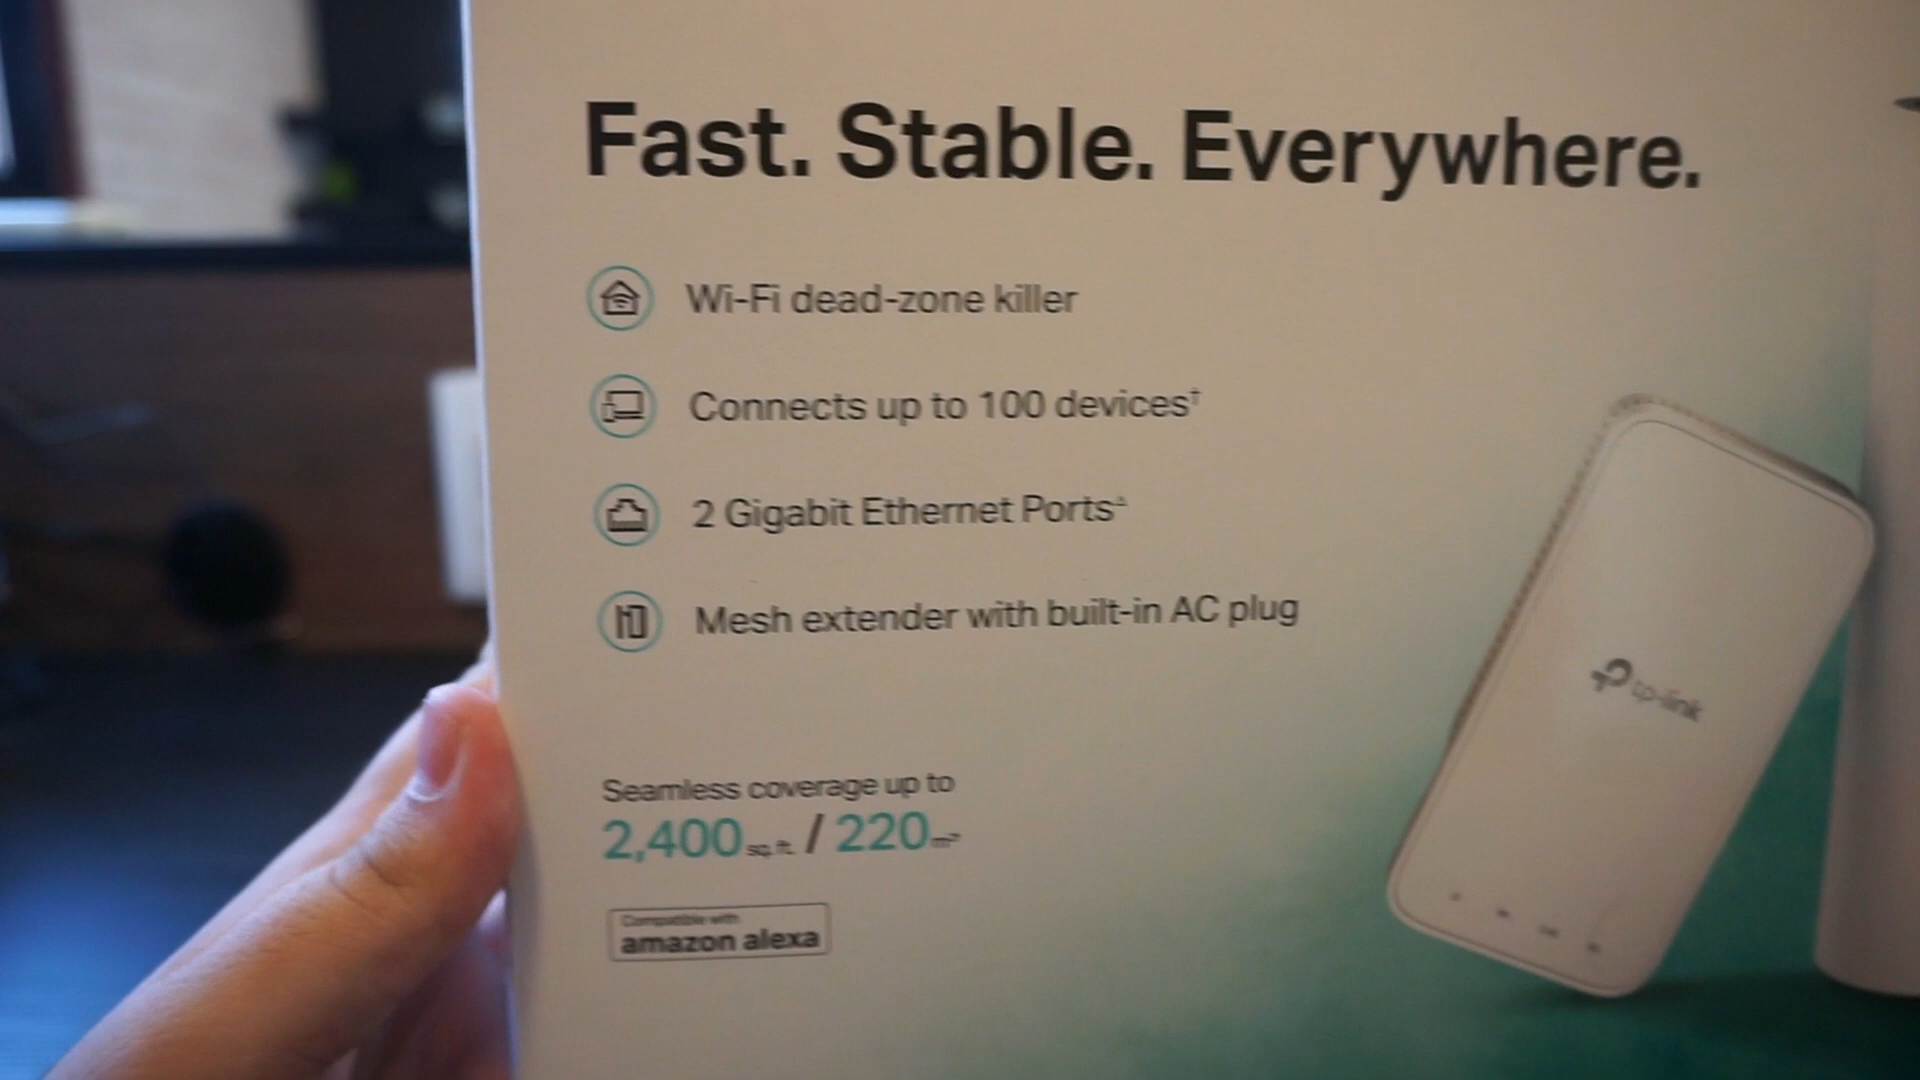 Fast. Stable. Everywhere.
Wi-Fi dead-zone killer
Connects up to 100 devices†
2 Gigabit Ethernet Ports
Mesh extender with built-in AC plug
Seamless coverage up to
2,400 sq. ft. / 220 m²
Compatible with
amazon alexa
tp-link